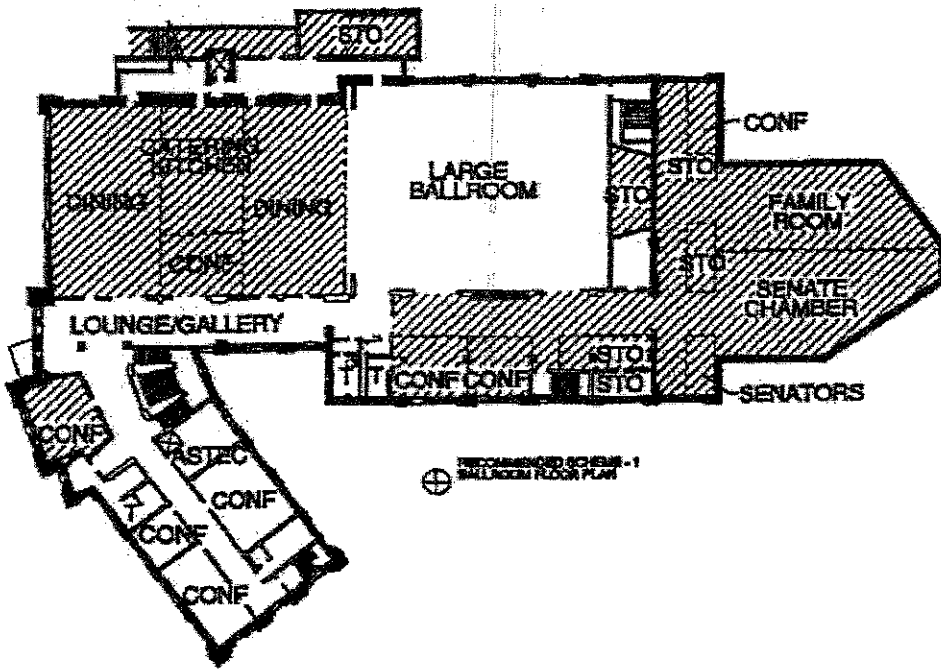 STO
CONF
CATERING
KITCHEN
LARGE
BALLROOM
STO
STO
DINING
DINING
FAMILY
ROOM
CONF
STO
SENATE
CHAMBER
LOUNGE/GALLERY
STO
T
T
CONF
CONF
STO
SENATORS
CONF
ASTEC
RECOMMENDED SCHEME - 1
BALLROOM FLOOR PLAN
CONF
T
CONF
CONF